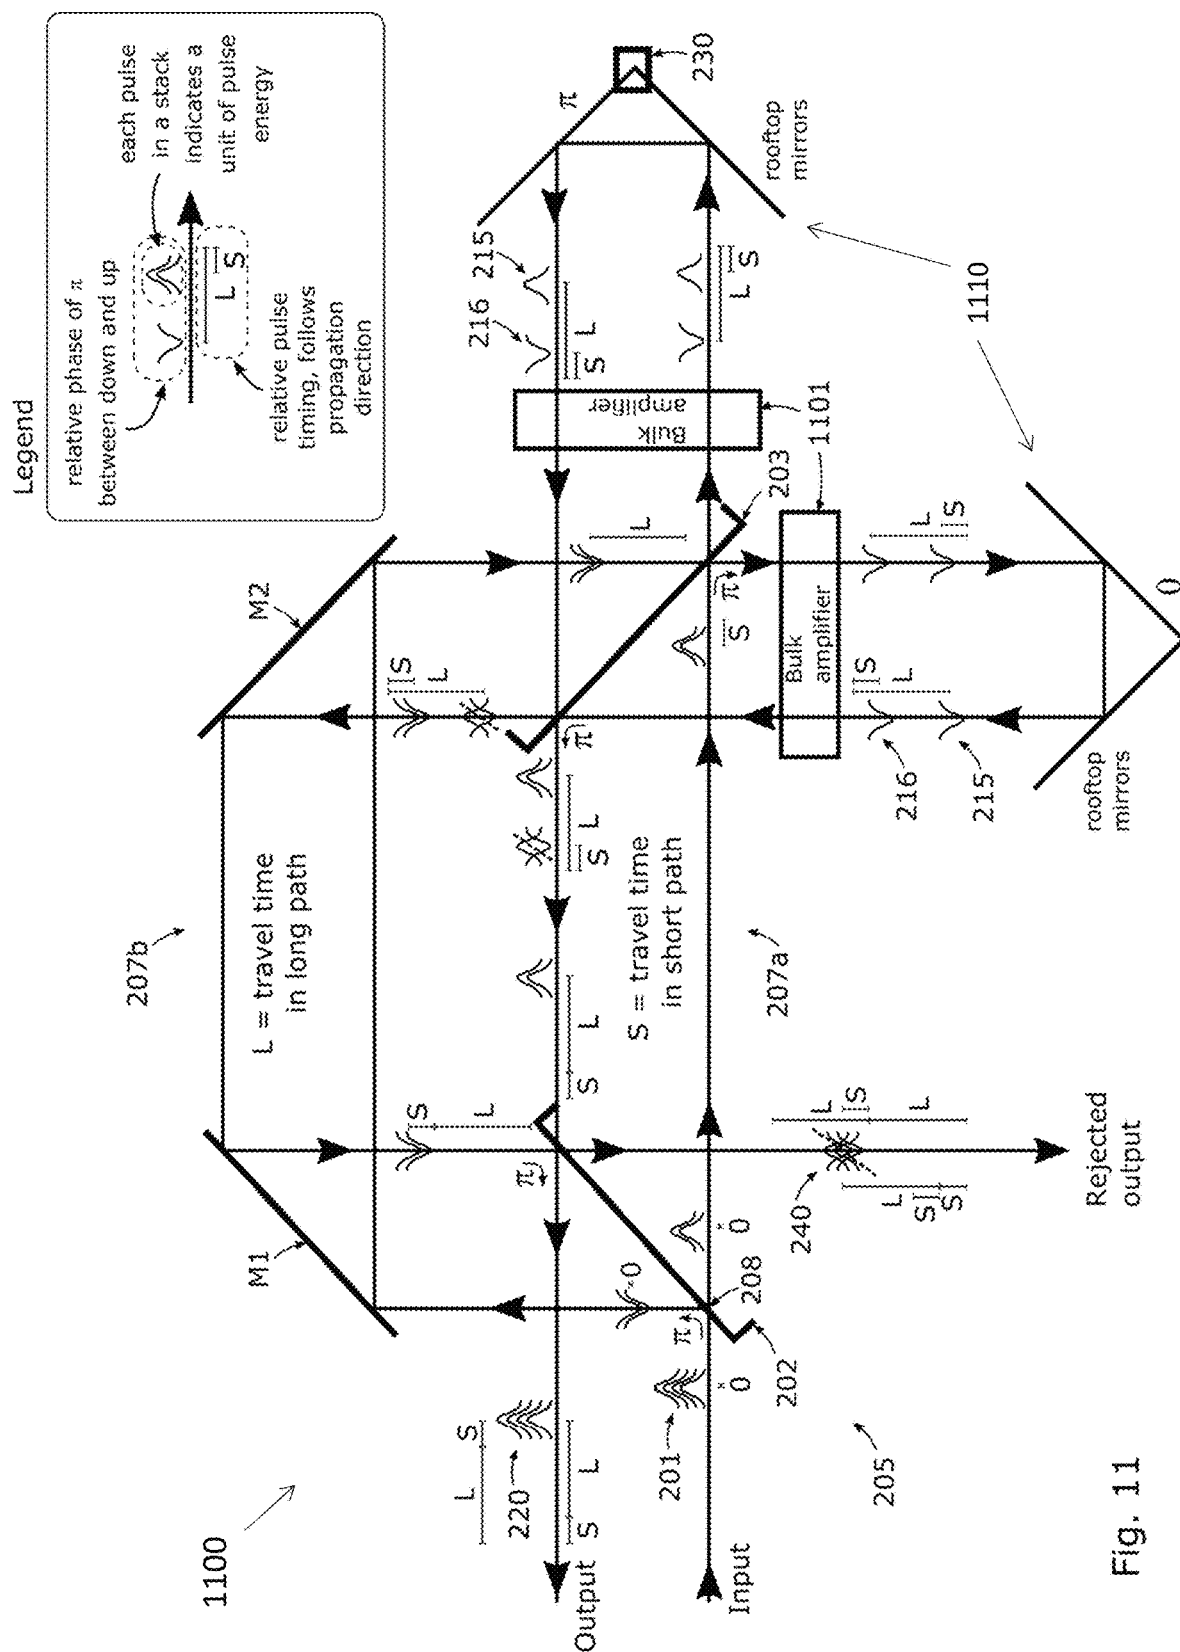 Legend
relative phase of π
between down and up
each pulse
in a stack
indicates a
unit of pulse
energy
L
S
relative pulse
timing, follows
propagation
direction
1100
207b
M1
M2
L = travel time
in long path
S
L
S
L
L
216
215
π
230
S
L
L
S
220
Output
S
L
π
S
L
S
L
π
Bulk
amplifier
L
S
rooftop
mirrors
S = travel time
in short path
201
Input
0
π
0
208
0
202
S
π
203
1101
1110
205
207a
240
L
S
L
L
S
S
Rejected
output
Bulk
amplifier
S
L
216
215
L
S
rooftop
mirrors
0
Fig. 11